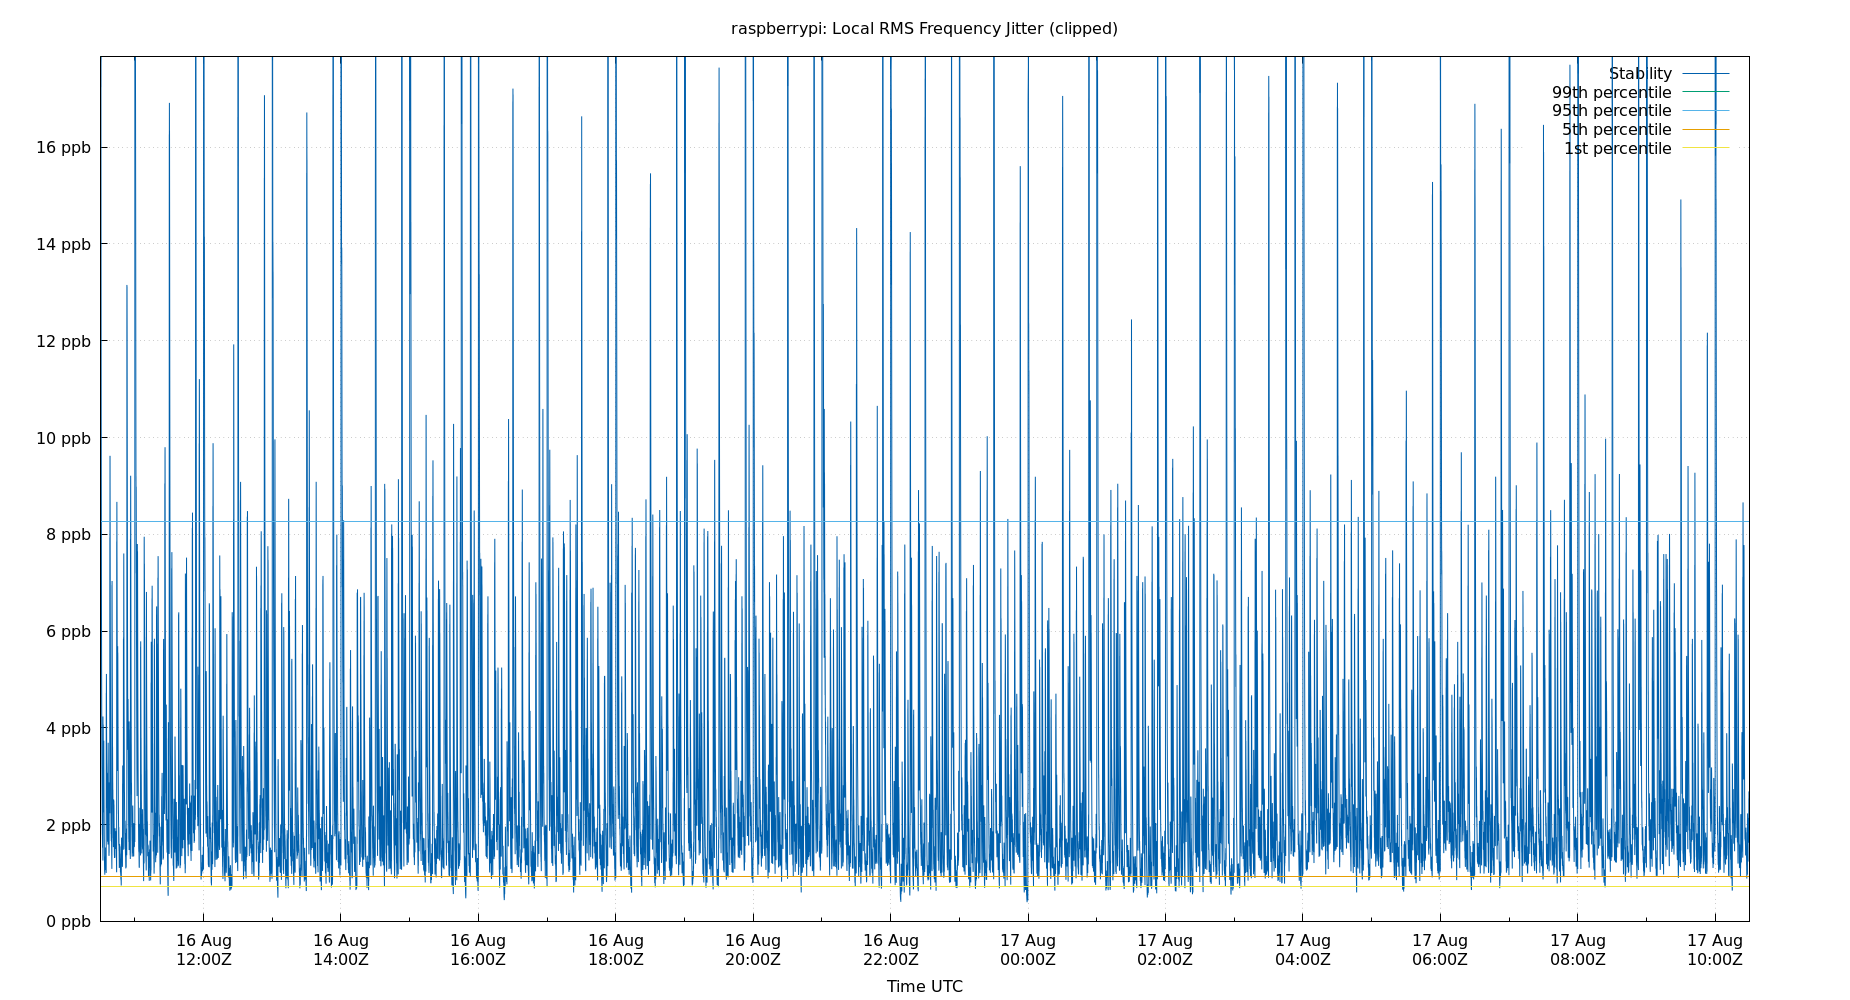 raspberrypi: Local RMS Frequency Jitter (clipped)
Stability
99th percentile
95th percentile
5th percentile
1st percentile
16 ppb
14 ppb
12 ppb
10 ppb
8 ppb
6 ppb
4 ppb
2 ppb
0 ppb
16 Aug 16 Aug 16 Aug 16 Aug 16 Aug 16 Aug 17 Aug 17 Aug 17 Aug 17 Aug 17 Aug 17 Aug
12:00Z 14:00Z 16:00Z 18:00Z 20:00Z 22:00Z 00:00Z 02:00Z 04:00Z 06:00Z 08:00Z 10:00Z
Time UTC